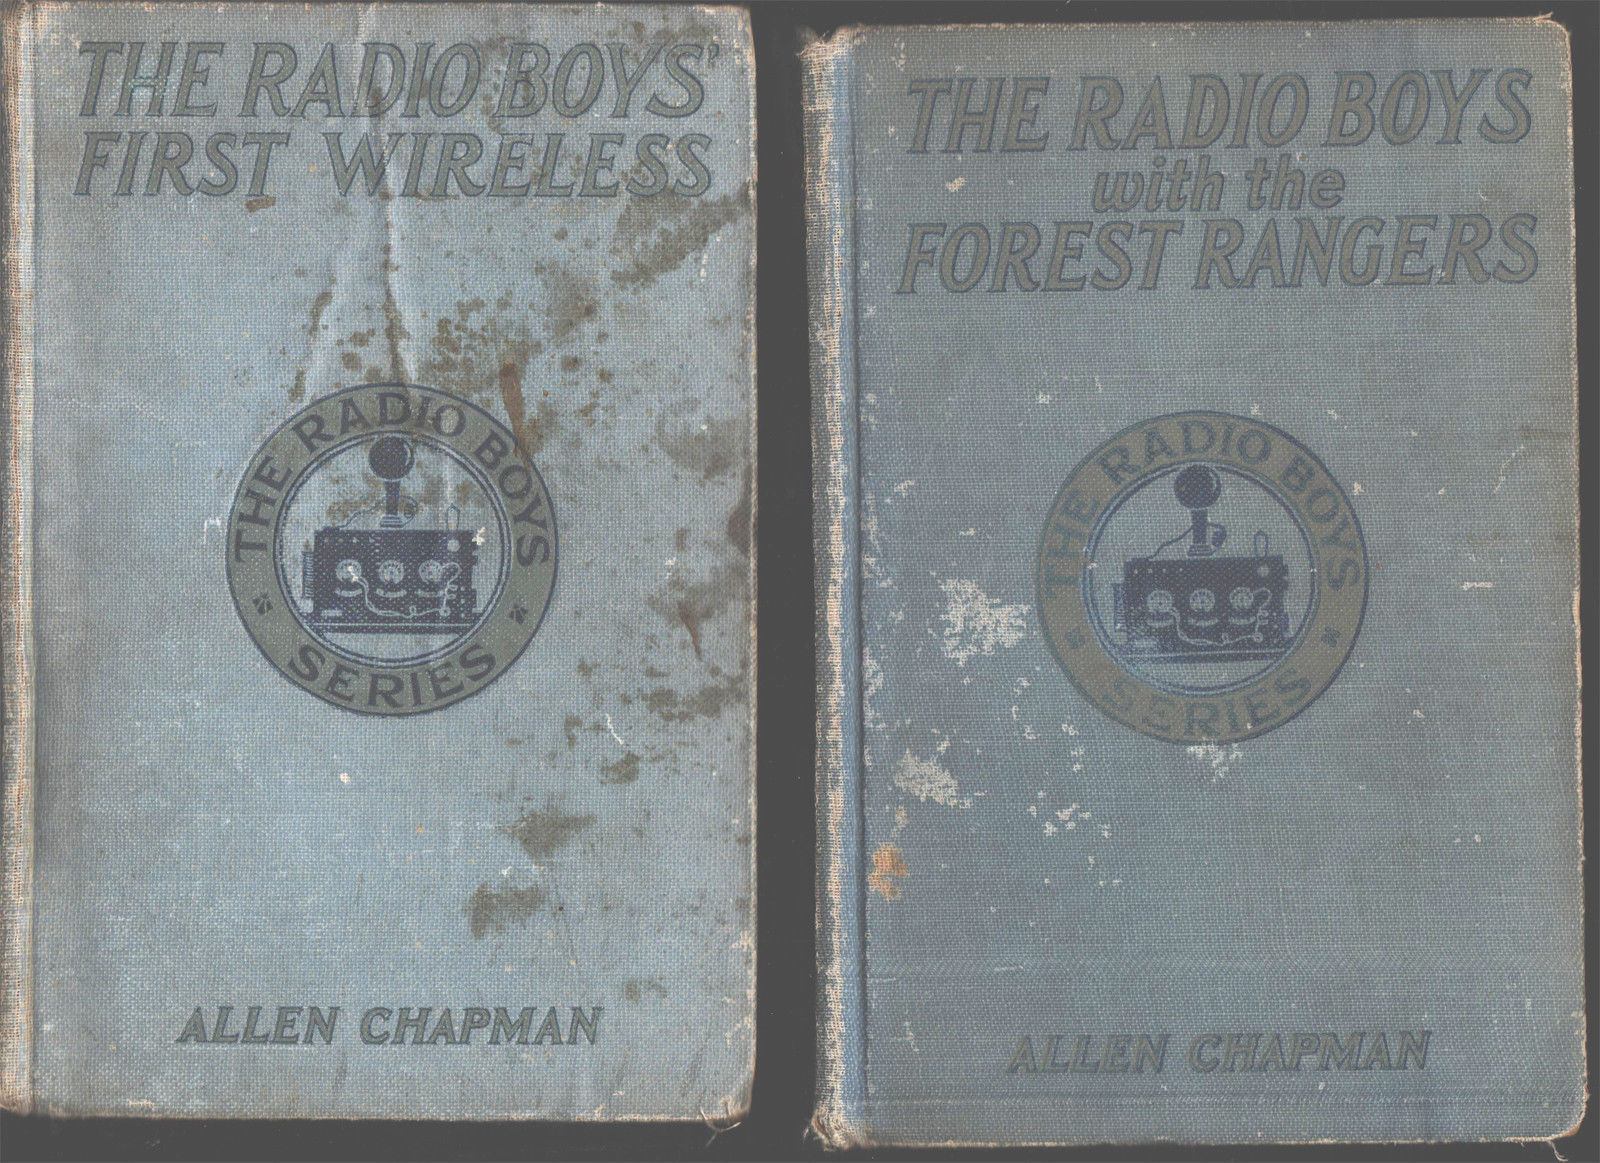 THE RADIO BOYS'
FIRST WIRELESS
THE RADIO BOYS
SERIES
ALLEN CHAPMAN
THE RADIO BOYS
with the
FOREST RANGERS
THE RADIO BOYS
SERIES
ALLEN CHAPMAN